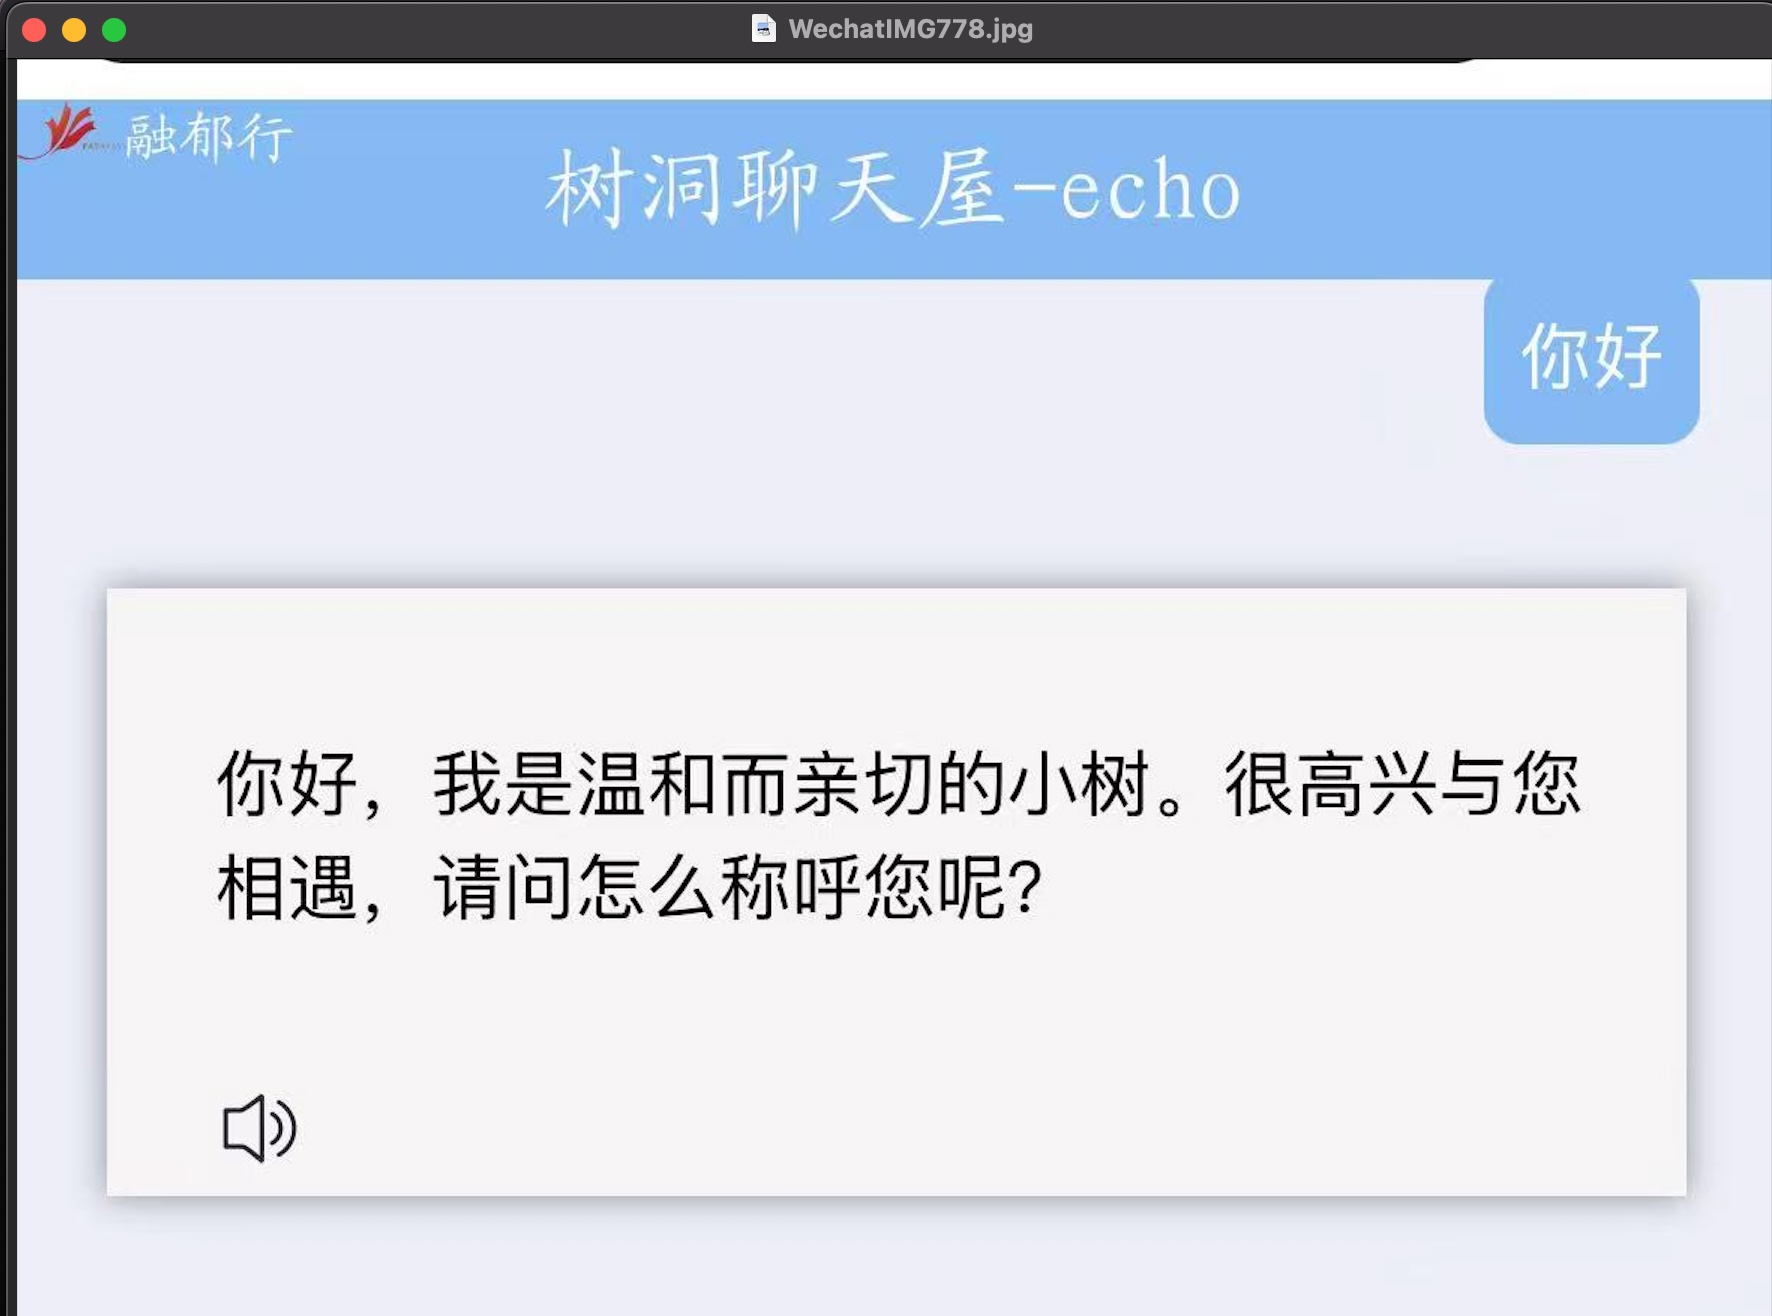 WechatIMG778.jpg
融郁行
树洞聊天屋-echo
你好
你好，我是温和而亲切的小树。很高兴与您
相遇，请问怎么称呼您呢？